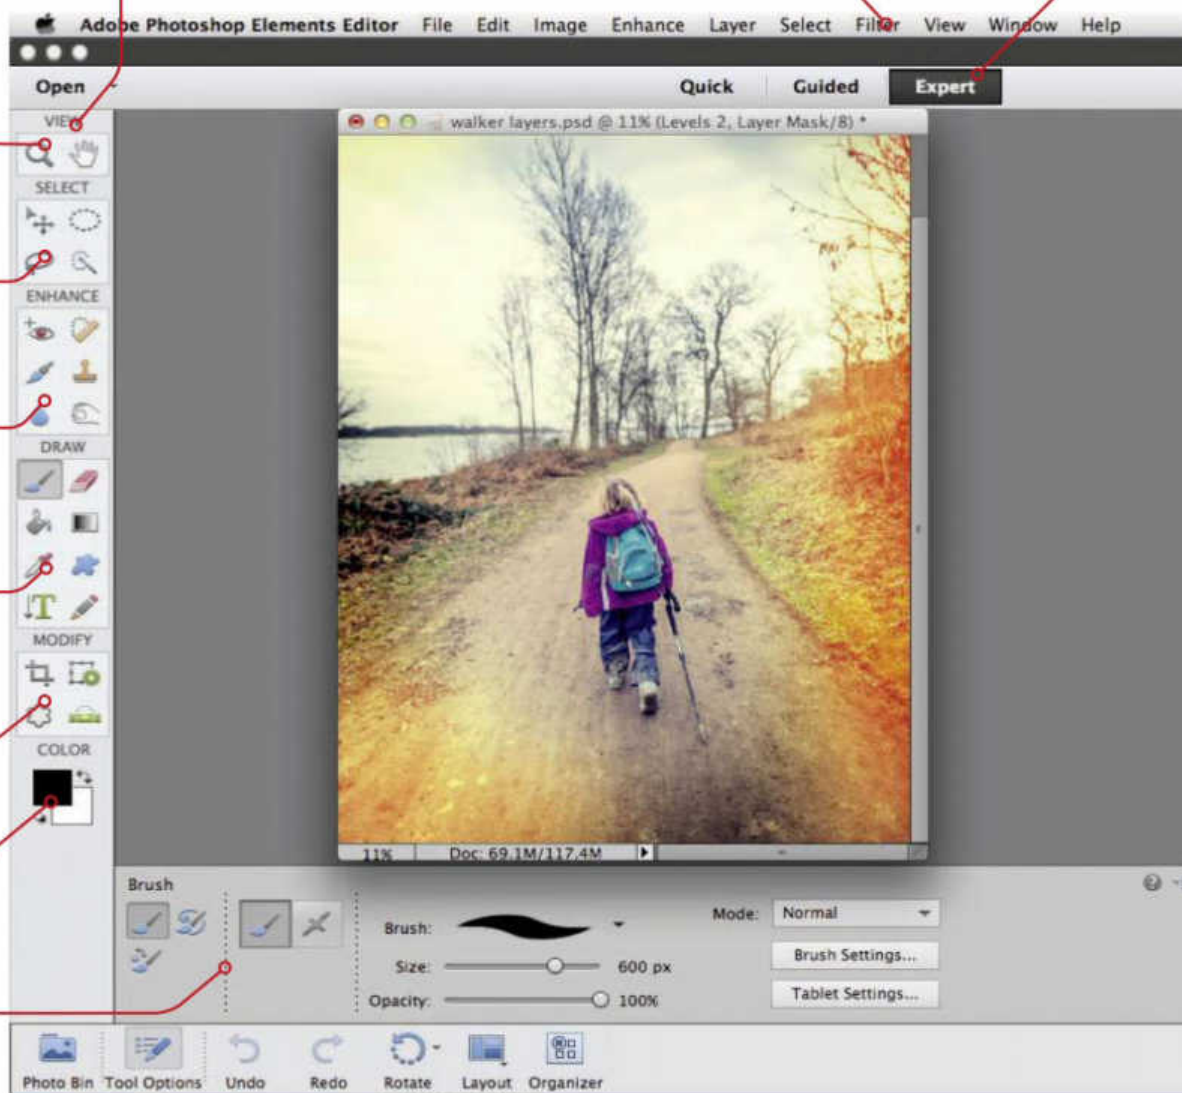 Adobe Photoshop Elements Editor File Edit Image Enhance Layer Select Filter View Window Help
Open Quick Guided Expert
VIEW
walker layers.psd @ 11% (Levels 2, Layer Mask/8) *
SELECT
ENHANCE
DRAW
T
MODIFY
COLOR
11% Doc: 69.1M/117.4M
Brush
Brush: Mode: Normal
Size: 600 px Brush Settings...
Opacity: 100% Tablet Settings...
Photo Bin Tool Options Undo Redo Rotate Layout Organizer